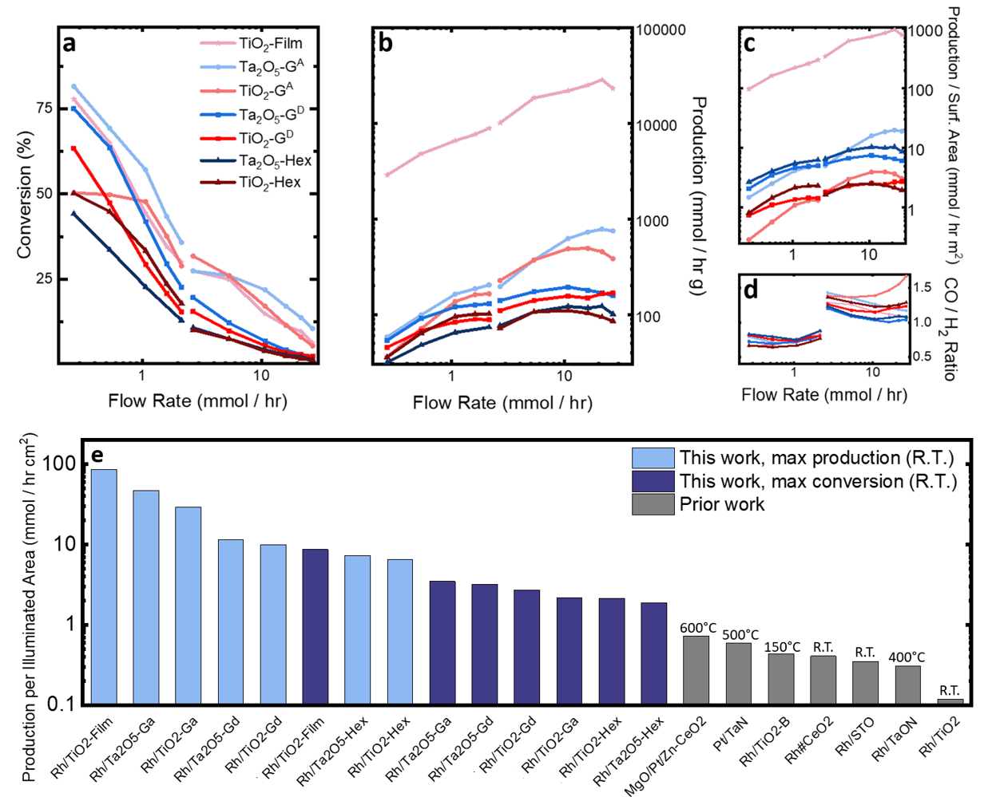 a
TiO2-Film
Ta2O5-GA
TiO2-GA
Ta2O5-GD
TiO2-GD
Ta2O5-Hex
TiO2-Hex
75
50
25
Conversion (%)
1
10
Flow Rate (mmol / hr)
b
100000
10000
1000
100
Production (mmol / hr g)
1
10
Flow Rate (mmol / hr)
c
1000
100
10
1
Production / Surf. Area (mmol / hr m2)
1
10
d
1.5
1.0
0.5
CO / H2 Ratio
1
10
Flow Rate (mmol / hr)
e
This work, max production (R.T.)
This work, max conversion (R.T.)
Prior work
100
10
1
0.1
Production per Illuminated Area (mmol / hr cm2)
600°C
500°C
150°C
R.T.
R.T.
400°C
R.T.
Rh/TiO2-Film
Rh/Ta2O5-Ga
Rh/TiO2-Ga
Rh/Ta2O5-Gd
Rh/TiO2-Gd
Rh/TiO2-Film
Rh/Ta2O5-Hex
Rh/TiO2-Hex
Rh/Ta2O5-Ga
Rh/Ta2O5-Gd
Rh/TiO2-Gd
Rh/TiO2-Ga
Rh/TiO2-Hex
Rh/Ta2O5-Hex
MgO/Pt/Zn-CeO2
Pt/TaN
Rh/TiO2-B
Rh#CeO2
Rh/STO
Rh/TaON
Rh/TiO2